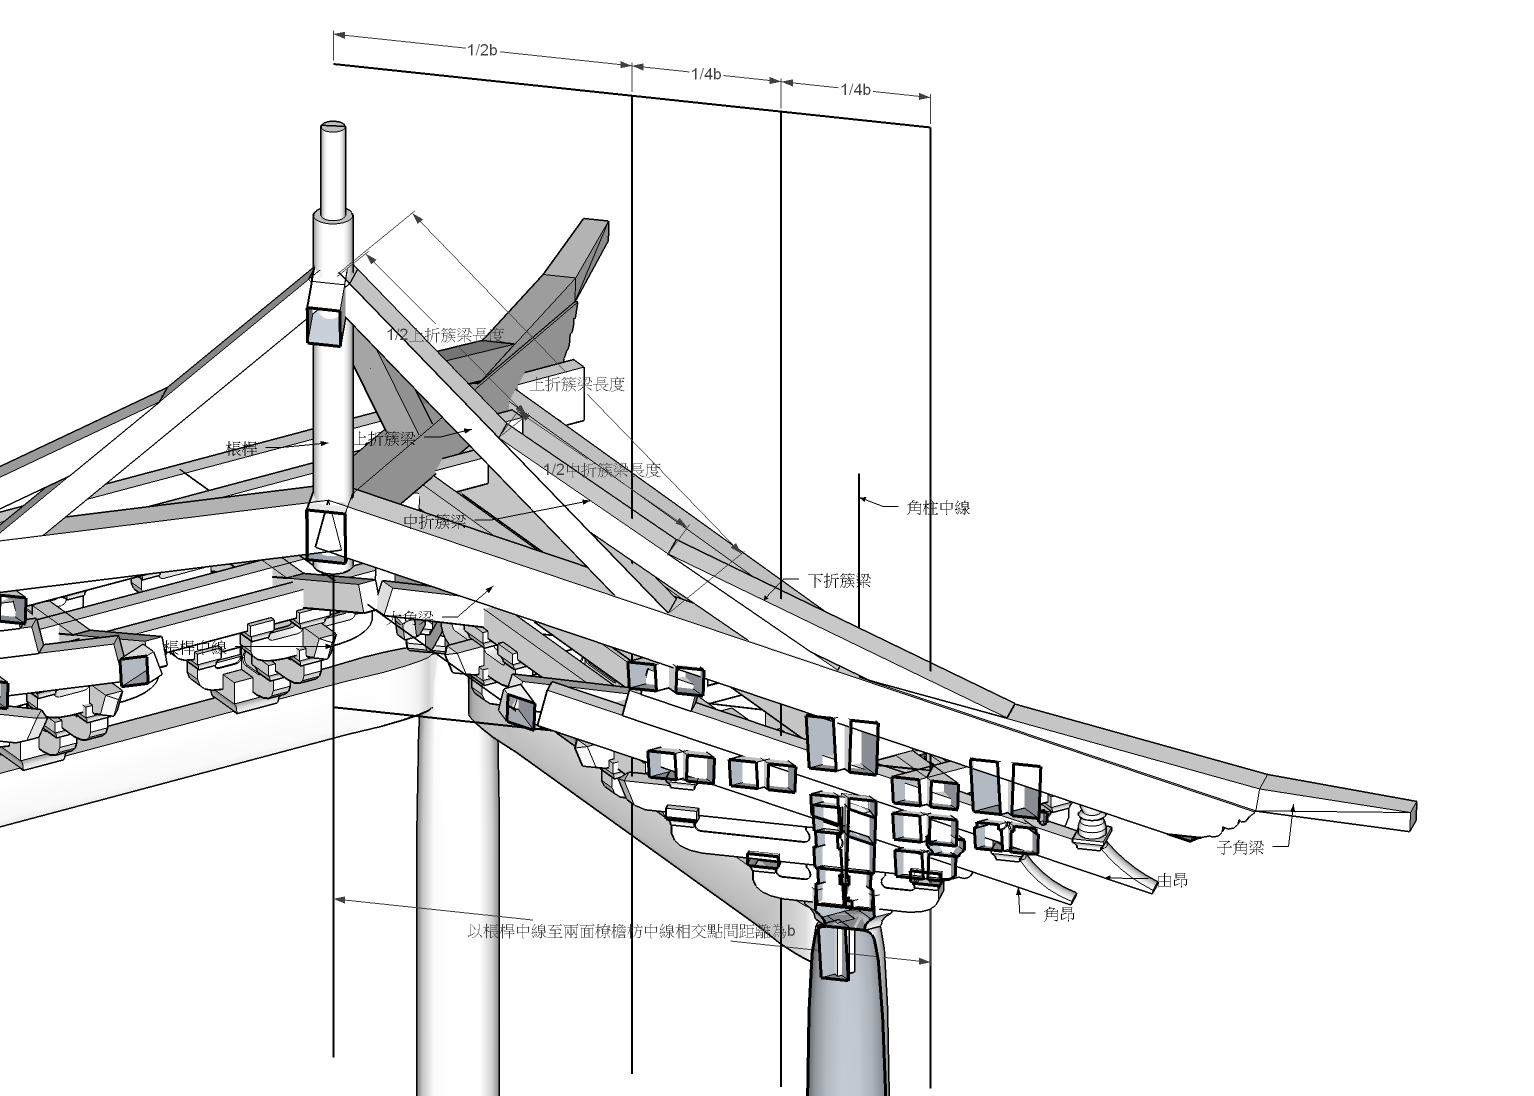 1/2b
1/4b
1/4b
1/2上折簇梁長度
上折簇梁長度
棖桿
上折簇梁
1/2中折簇梁長度
中折簇梁
角柱中線
下折簇梁
大角梁
棖桿中線
子角梁
由昂
角昂
以棖桿中線至兩面橑檐枋中線相交點間距離為b